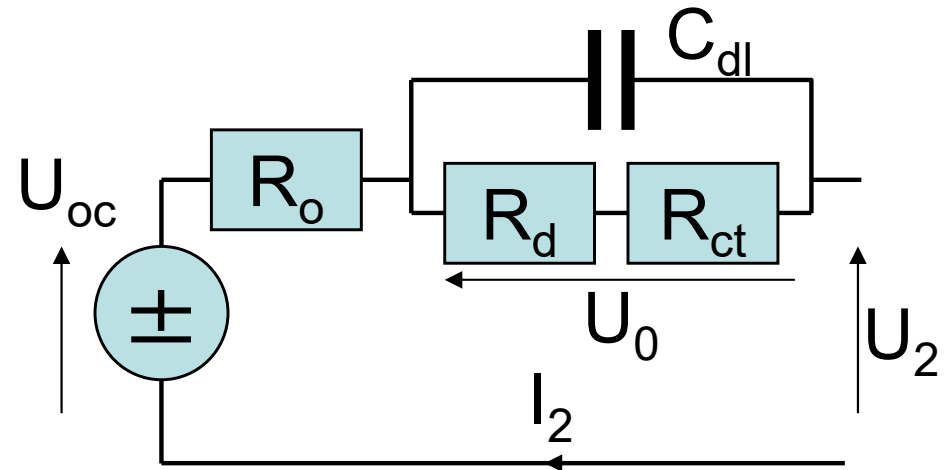 C_dl
U_oc
R_o
R_d
R_ct
±
U_0
U_2
I_2